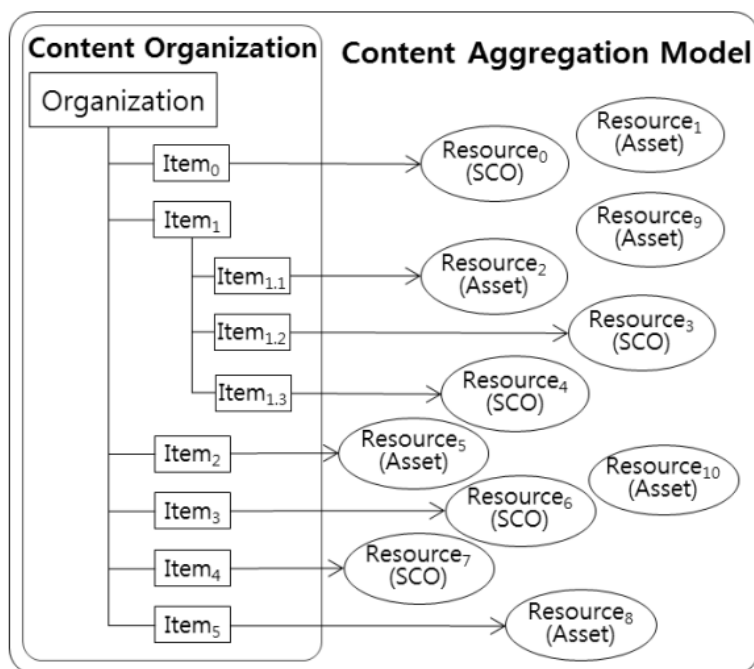 Content Organization
Content Aggregation Model
Organization
Item₀
Resource₀
(SCO)
Resource₁
(Asset)
Item₁
Resource₉
(Asset)
Item₁.₁
Resource₂
(Asset)
Item₁.₂
Resource₃
(SCO)
Item₁.₃
Resource₄
(SCO)
Item₂
Resource₅
(Asset)
Resource₁₀
(Asset)
Item₃
Resource₆
(SCO)
Item₄
Resource₇
(SCO)
Item₅
Resource₈
(Asset)